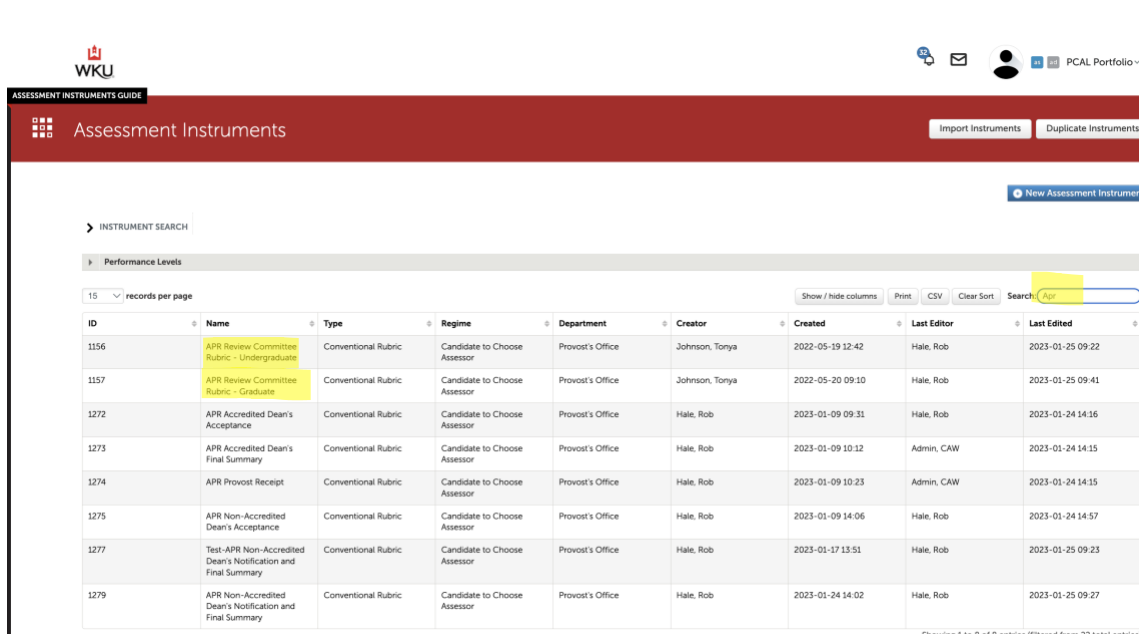 WKU
32
as ad PCAL Portfolio
ASSESSMENT INSTRUMENTS GUIDE
Assessment Instruments
Import Instruments Duplicate Instruments
New Assessment Instrumen
INSTRUMENT SEARCH
Performance Levels
15 records per page Show / hide columns Print CSV Clear Sort Search: Apr
ID Name Type Regime Department Creator Created Last Editor Last Edited
1156 APR Review Committee Conventional Rubric Candidate to Choose Provost's Office Johnson, Tonya 2022-05-19 12:42 Hale, Rob 2023-01-25 09:22
Rubric - Undergraduate Assessor
1157 APR Review Committee Conventional Rubric Candidate to Choose Provost's Office Johnson, Tonya 2022-05-20 09:10 Hale, Rob 2023-01-25 09:41
Rubric - Graduate Assessor
1272 APR Accredited Dean's Conventional Rubric Candidate to Choose Provost's Office Hale, Rob 2023-01-09 09:31 Hale, Rob 2023-01-24 14:16
Acceptance Assessor
1273 APR Accredited Dean's Conventional Rubric Candidate to Choose Provost's Office Hale, Rob 2023-01-09 10:12 Admin, CAW 2023-01-24 14:15
Final Summary Assessor
1274 APR Provost Receipt Conventional Rubric Candidate to Choose Provost's Office Hale, Rob 2023-01-09 10:23 Admin, CAW 2023-01-24 14:15
Assessor
1275 APR Non-Accredited Conventional Rubric Candidate to Choose Provost's Office Hale, Rob 2023-01-09 14:06 Hale, Rob 2023-01-24 14:57
Dean's Acceptance Assessor
1277 Test-APR Non-Accredited Conventional Rubric Candidate to Choose Provost's Office Hale, Rob 2023-01-17 13:51 Hale, Rob 2023-01-25 09:23
Dean's Notification and Assessor
Final Summary
1279 APR Non-Accredited Conventional Rubric Candidate to Choose Provost's Office Hale, Rob 2023-01-24 14:02 Hale, Rob 2023-01-25 09:27
Dean's Notification and Assessor
Final Summary